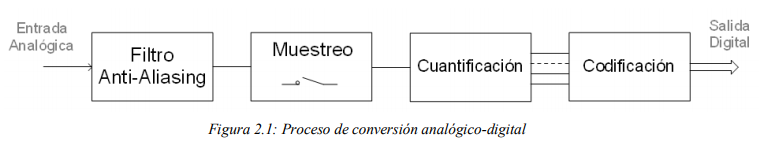 Entrada
Analógica
Filtro
Anti-Aliasing
Muestreo
Cuantificación
Codificación
Salida
Digital
Figura 2.1: Proceso de conversión analógico-digital